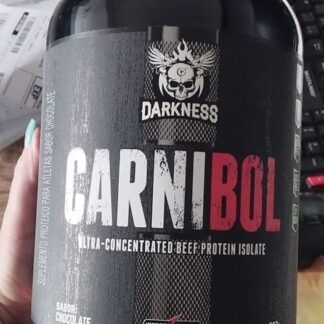 DARKNESS
CARNIBOL
ULTRA-CONCENTRATED BEEF PROTEIN ISOLATE
SUPLEMENTO PROTEICO PARA ATLETAS SABOR CHOCOLATE
SABOR:
CHOCOLATE